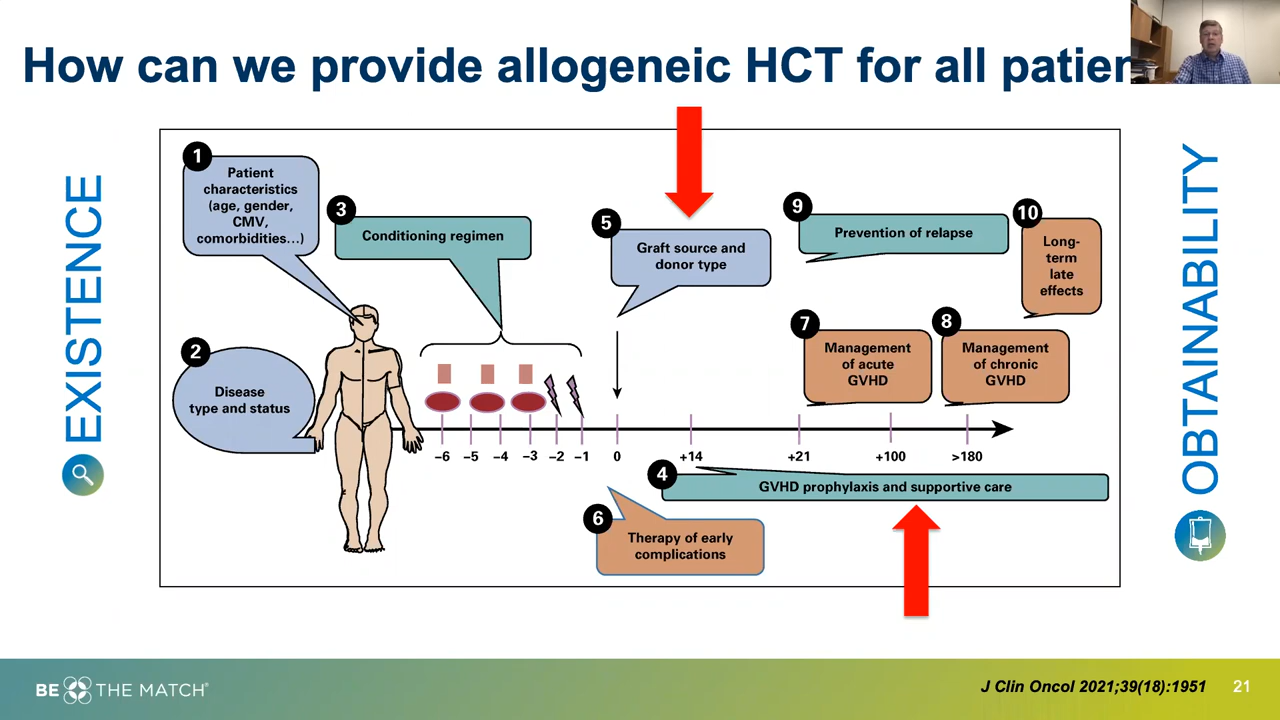 How can we provide allogeneic HCT for all patien
EXISTENCE
OBTAINABILITY
1
Patient
characteristics
(age, gender,
CMV,
comorbidities...)
2
Disease
type and status
3
Conditioning regimen
5
Graft source and
donor type
9
Prevention of relapse
10
Long-
term
late
effects
7
Management
of acute
GVHD
8
Management
of chronic
GVHD
−6 −5 −4 −3 −2 −1 0 +14 +21 +100 >180
4
GVHD prophylaxis and supportive care
6
Therapy of early
complications
BE THE MATCH®
J Clin Oncol 2021;39(18):1951
21